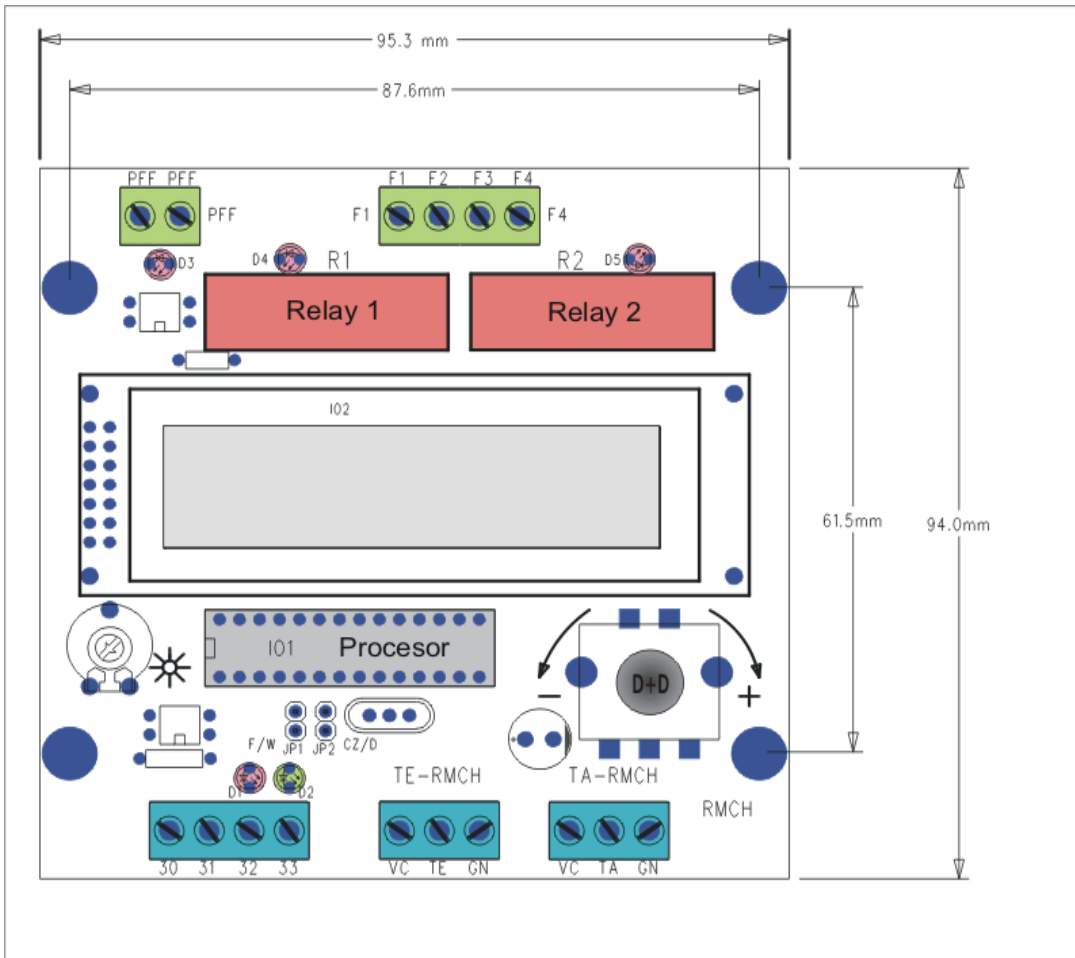 95.3 mm
87.6mm
PFF PFF
F1 F2 F3 F4
PFF
F1
F4
D3
D4
R1
R2
D5
Relay 1
Relay 2
IO2
61.5mm
94.0mm
IO1
Procesor
D+D
−
+
F/W
JP1
JP2
CZ/D
TE-RMCH
TA-RMCH
D1
D2
RMCH
30 31 32 33
VC TE GN
VC TA GN